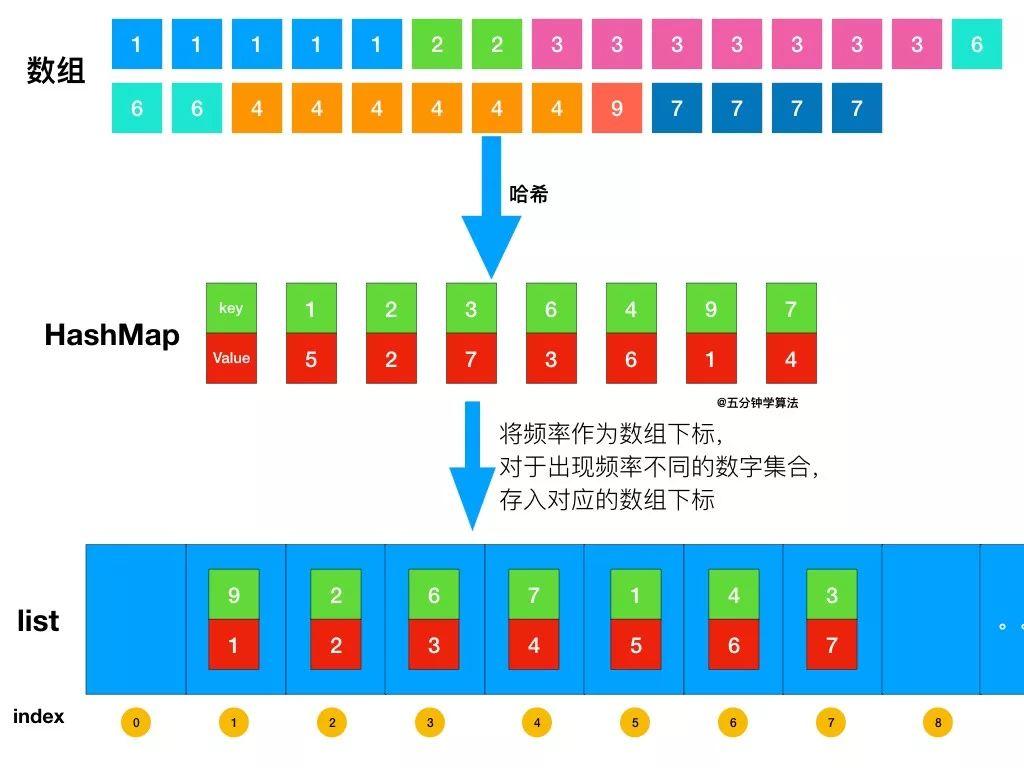 1 1 1 1 1 2 2 3 3 3 3 3 3 3 6
数组
6 6 4 4 4 4 4 4 9 7 7 7 7
哈希
key 1 2 3 6 4 9 7
HashMap
Value 5 2 7 3 6 1 4
@五分钟学算法
将频率作为数组下标,
对于出现频率不同的数字集合,
存入对应的数组下标
9 2 6 7 1 4 3
list
。。
1 2 3 4 5 6 7
index 0 1 2 3 4 5 6 7 8